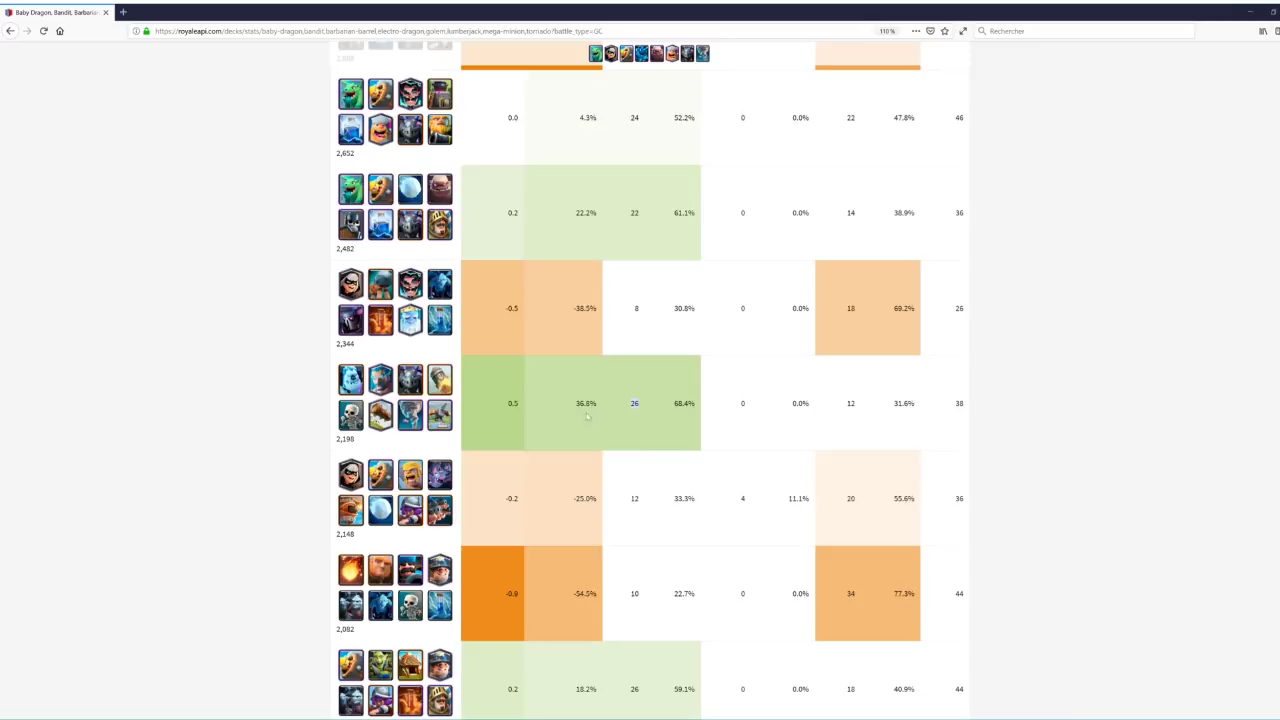 Baby Dragon, Bandit, Barbarian
https://royaleapi.com/decks/stats/baby-dragon,bandit,barbarian-barrel,electro-dragon,golem,lumberjack,mega-minion,tornado?battle_type=GC
110 %
Rechercher
0.0 4.3% 24 52.2% 0 0.0% 22 47.8% 46
2,652
0.2 22.2% 22 61.1% 0 0.0% 14 38.9% 36
2,482
-0.5 -38.5% 8 30.8% 0 0.0% 18 69.2% 26
2,344
0.5 36.8% 26 68.4% 0 0.0% 12 31.6% 38
2,198
-0.2 -25.0% 12 33.3% 4 11.1% 20 55.6% 36
2,148
-0.9 -54.5% 10 22.7% 0 0.0% 34 77.3% 44
2,082
0.2 18.2% 26 59.1% 0 0.0% 18 40.9% 44